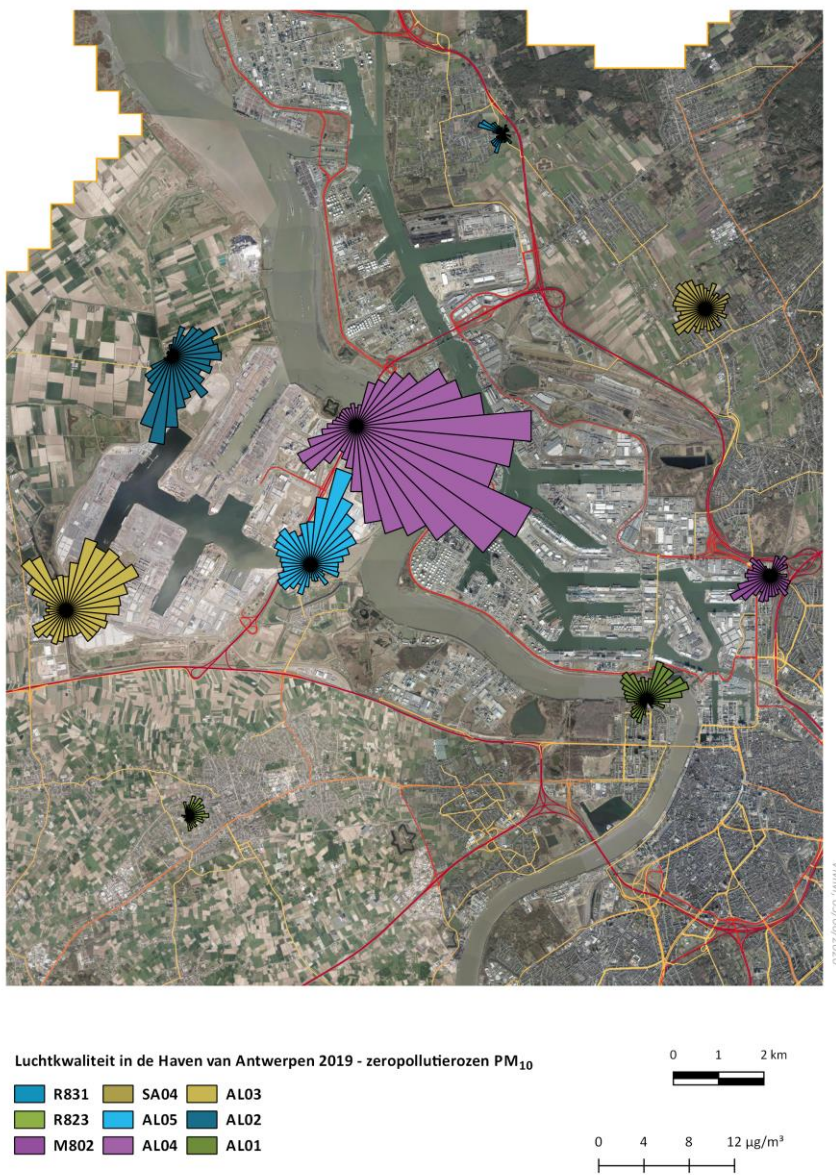 Luchtkwaliteit in de Haven van Antwerpen 2019 - zeropollutierozen PM₁₀
0 1 2 km
R831 SA04 AL03
R823 AL05 AL02
M802 AL04 AL01
0 4 8 12 µg/m³